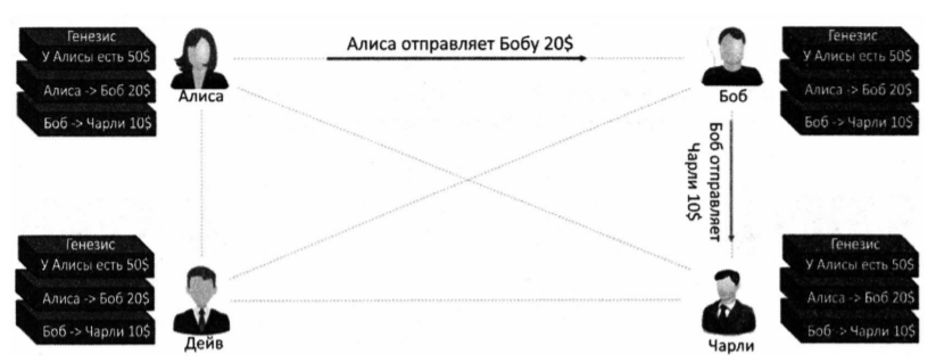 Генезис
У Алисы есть 50$
Алиса -> Боб 20$
Боб -> Чарли 10$
Алиса
Алиса отправляет Бобу 20$
Боб
Генезис
У Алисы есть 50$
Алиса -> Боб 20$
Боб -> Чарли 10$
Боб отправляет
Чарли 10$
Генезис
У Алисы есть 50$
Алиса -> Боб 20$
Боб -> Чарли 10$
Дейв
Чарли
Генезис
У Алисы есть 50$
Алиса -> Боб 20$
Боб -> Чарли 10$